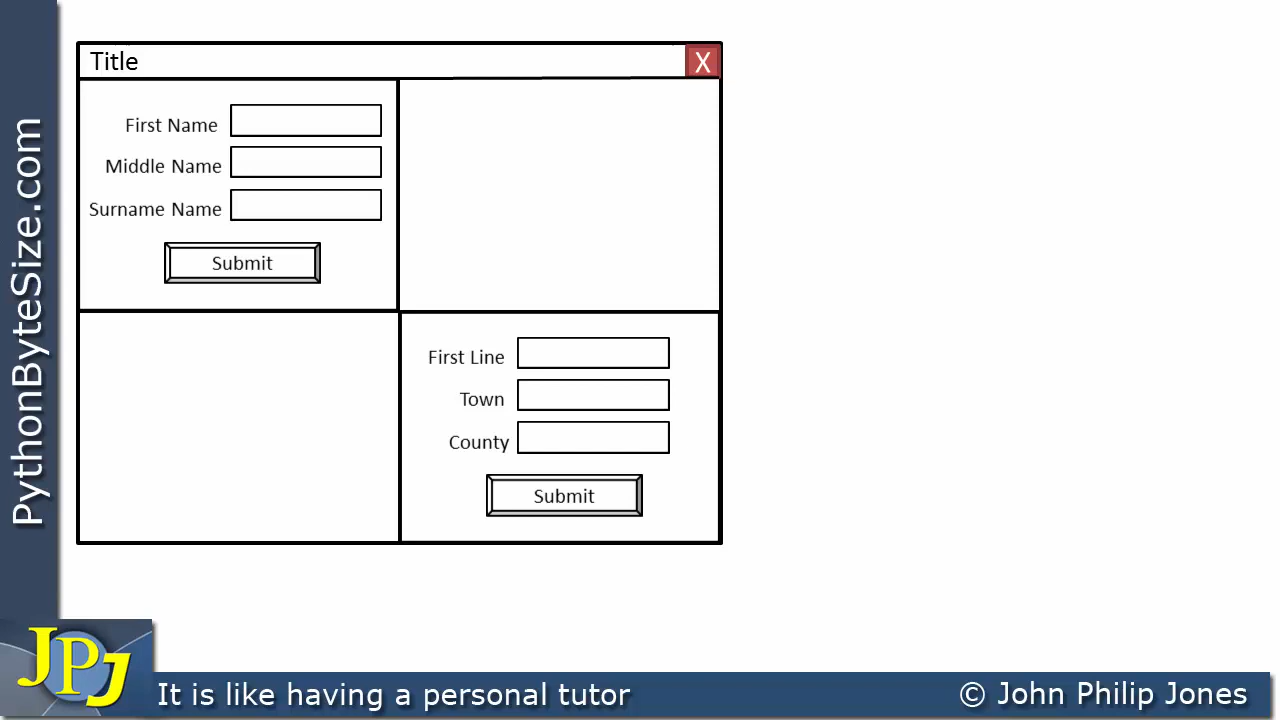 PythonByteSize.com
Title X
First Name
Middle Name
Surname Name
Submit
First Line
Town
County
Submit
JPJ
It is like having a personal tutor
© John Philip Jones